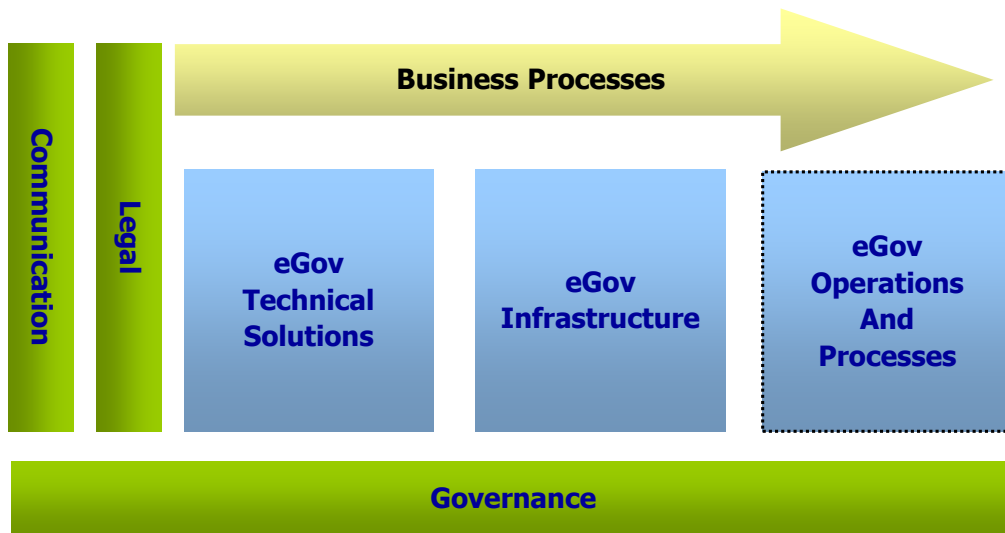 Communication
Legal
Business Processes
eGov
Technical
Solutions
eGov
Infrastructure
eGov
Operations
And
Processes
Governance